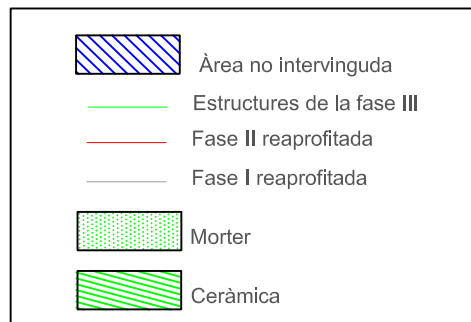 Àrea no intervinguda
Estructures de la fase III
Fase II reaprofitada
Fase I reaprofitada
Morter
Ceràmica